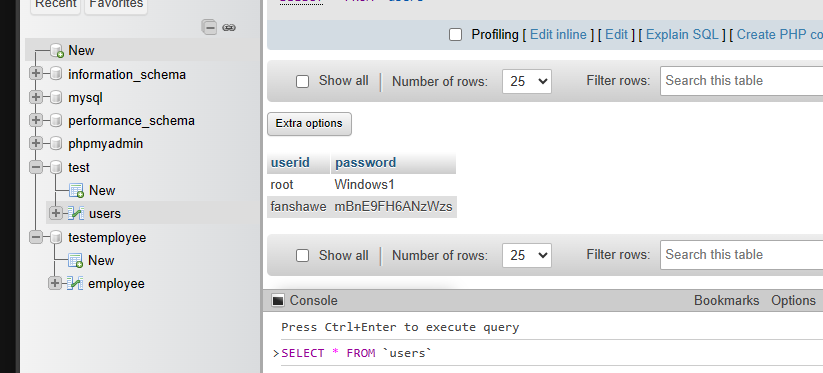 Recent Favorites
New
information_schema
mysql
performance_schema
phpmyadmin
test
New
users
testemployee
New
employee
Profiling [ Edit inline ] [ Edit ] [ Explain SQL ] [ Create PHP co
Show all Number of rows: 25 Filter rows: Search this table
Extra options
userid password
root Windows1
fanshawe mBnE9FH6ANzWzs
Show all Number of rows: 25 Filter rows: Search this table
Console Bookmarks Options
Press Ctrl+Enter to execute query
>SELECT * FROM `users`